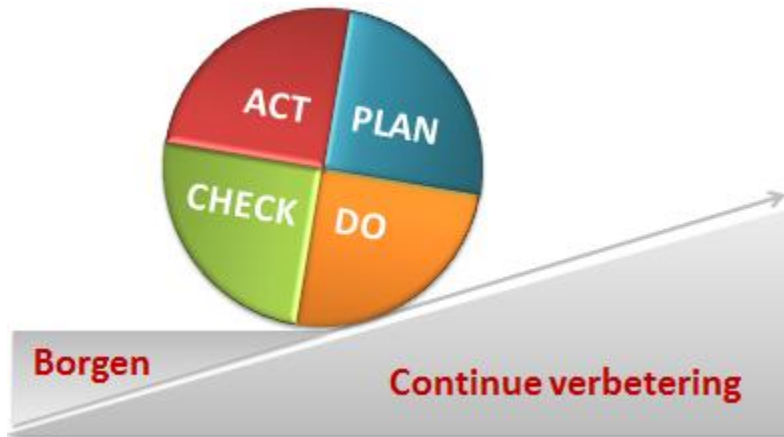 ACT
PLAN
CHECK
DO
Borgen
Continue verbetering